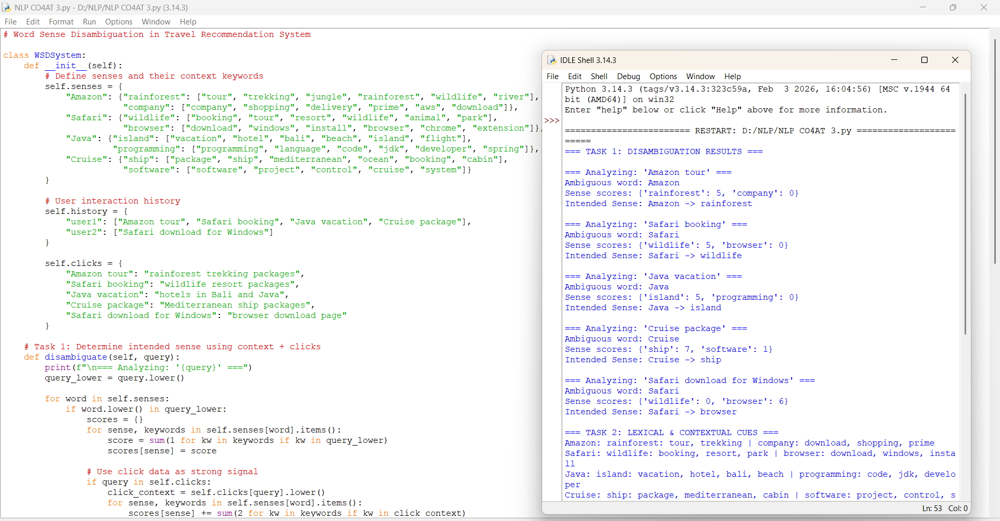 NLP CO4AT 3.py - D:/NLP/NLP CO4AT 3.py (3.14.3)
File Edit Format Run Options Window Help
# Word Sense Disambiguation in Travel Recommendation System
class WSDSystem:
    def __init__(self):
        # Define senses and their context keywords
        self.senses = {
            "Amazon": {"rainforest": ["tour", "trekking", "jungle", "rainforest", "wildlife", "river"],
                       "company": ["company", "shopping", "delivery", "prime", "aws", "download"]},
            "Safari": {"wildlife": ["booking", "tour", "resort", "wildlife", "animal", "park"],
                       "browser": ["download", "windows", "install", "browser", "chrome", "extension"]},
            "Java": {"island": ["vacation", "hotel", "bali", "beach", "island", "flight"],
                     "programming": ["programming", "language", "code", "jdk", "developer", "spring"]},
            "Cruise": {"ship": ["package", "ship", "mediterranean", "ocean", "booking", "cabin"],
                       "software": ["software", "project", "control", "cruise", "system"]}
        }
        # User interaction history
        self.history = {
            "user1": ["Amazon tour", "Safari booking", "Java vacation", "Cruise package"],
            "user2": ["Safari download for Windows"]
        }
        self.clicks = {
            "Amazon tour": "rainforest trekking packages",
            "Safari booking": "wildlife resort packages",
            "Java vacation": "hotels in Bali and Java",
            "Cruise package": "Mediterranean ship packages",
            "Safari download for Windows": "browser download page"
        }
    # Task 1: Determine intended sense using context + clicks
    def disambiguate(self, query):
        print(f"\n=== Analyzing: '{query}' ===")
        query_lower = query.lower()
        for word in self.senses:
            if word.lower() in query_lower:
                scores = {}
                for sense, keywords in self.senses[word].items():
                    score = sum(1 for kw in keywords if kw in query_lower)
                    scores[sense] = score
                # Use click data as strong signal
                if query in self.clicks:
                    click_context = self.clicks[query].lower()
                    for sense, keywords in self.senses[word].items():
                        scores[sense] += sum(2 for kw in keywords if kw in click_context)
IDLE Shell 3.14.3
File Edit Shell Debug Options Window Help
Python 3.14.3 (tags/v3.14.3:323c59a, Feb  3 2026, 16:04:56) [MSC v.1944 64
bit (AMD64)] on win32
Enter "help" below or click "Help" above for more information.
>>>
======================== RESTART: D:/NLP/NLP CO4AT 3.py ===================
=====
=== TASK 1: DISAMBIGUATION RESULTS ===
=== Analyzing: 'Amazon tour' ===
Ambiguous word: Amazon
Sense scores: {'rainforest': 5, 'company': 0}
Intended Sense: Amazon -> rainforest
=== Analyzing: 'Safari booking' ===
Ambiguous word: Safari
Sense scores: {'wildlife': 5, 'browser': 0}
Intended Sense: Safari -> wildlife
=== Analyzing: 'Java vacation' ===
Ambiguous word: Java
Sense scores: {'island': 5, 'programming': 0}
Intended Sense: Java -> island
=== Analyzing: 'Cruise package' ===
Ambiguous word: Cruise
Sense scores: {'ship': 7, 'software': 1}
Intended Sense: Cruise -> ship
=== Analyzing: 'Safari download for Windows' ===
Ambiguous word: Safari
Sense scores: {'wildlife': 0, 'browser': 6}
Intended Sense: Safari -> browser
=== TASK 2: LEXICAL & CONTEXTUAL CUES ===
Amazon: rainforest: tour, trekking | company: download, shopping, prime
Safari: wildlife: booking, resort, park | browser: download, windows, insta
ll
Java: island: vacation, hotel, bali, beach | programming: code, jdk, develo
per
Cruise: ship: package, mediterranean, cabin | software: project, control, s
Ln: 53 Col: 0